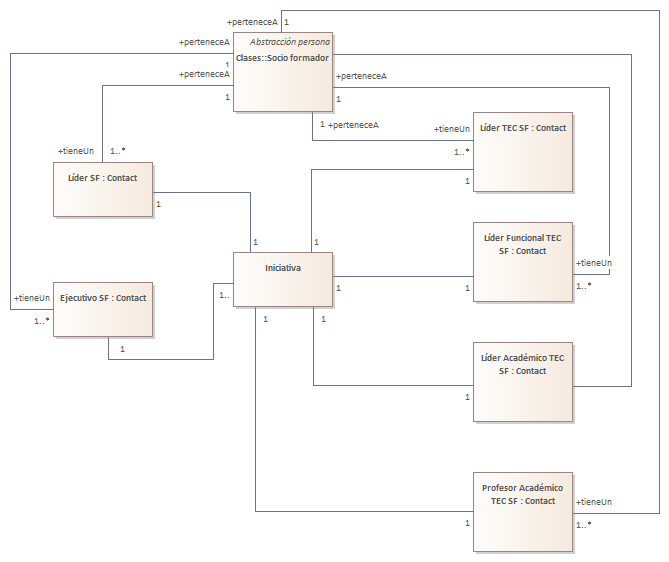 +perteneceA
1
+perteneceA
1
+perteneceA
1
Abstracción persona
Clases::Socio formador
+perteneceA
1
1
+perteneceA
+tieneUn
1..*
Líder TEC SF : Contact
1
+tieneUn
1..*
Líder SF : Contact
1
1
1
Líder Funcional TEC
SF : Contact
+tieneUn
1..*
1
Iniciativa
1
1..
1
1
+tieneUn
1..*
Ejecutivo SF : Contact
1
Líder Académico TEC
SF : Contact
1
Profesor Académico
TEC SF : Contact
+tieneUn
1..*
1